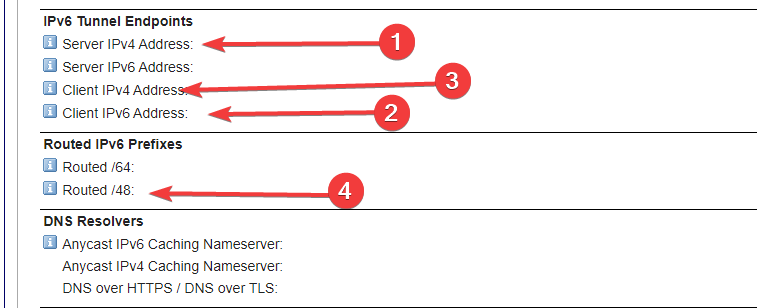 IPv6 Tunnel Endpoints
i Server IPv4 Address: 1
i Server IPv6 Address:
i Client IPv4 Address: 3
i Client IPv6 Address: 2
Routed IPv6 Prefixes
i Routed /64:
i Routed /48: 4
DNS Resolvers
i Anycast IPv6 Caching Nameserver:
Anycast IPv4 Caching Nameserver:
DNS over HTTPS / DNS over TLS: